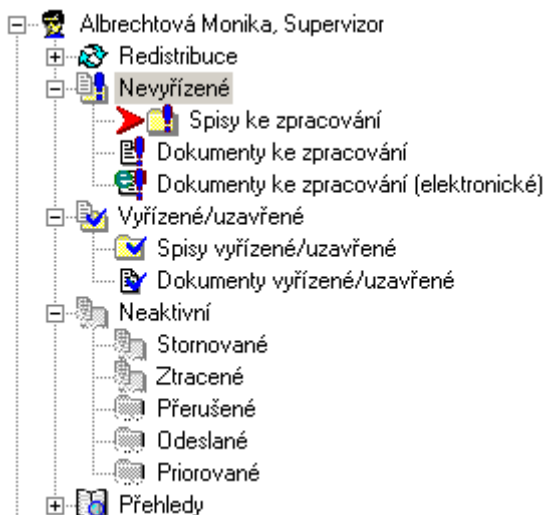 Albrechtová Monika, Supervizor
Redistribuce
Nevyřízené
Spisy ke zpracování
Dokumenty ke zpracování
Dokumenty ke zpracování (elektronické)
Vyřízené/uzavřené
Spisy vyřízené/uzavřené
Dokumenty vyřízené/uzavřené
Neaktivní
Stornované
Ztracené
Přerušené
Odeslané
Priorované
Přehledy